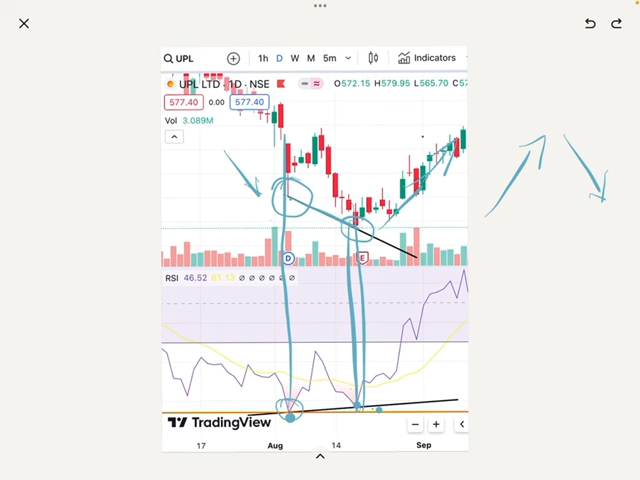 UPL 1h D W M 5m Indicators
UPL LTD · 1D · NSE O572.15 H579.95 L565.70 C57
577.40 0.00 577.40
Vol 3.089M
D E
RSI 46.52 61.13 ∅ ∅ ∅ ∅ ∅ ∅
TradingView
17 Aug 14 Sep